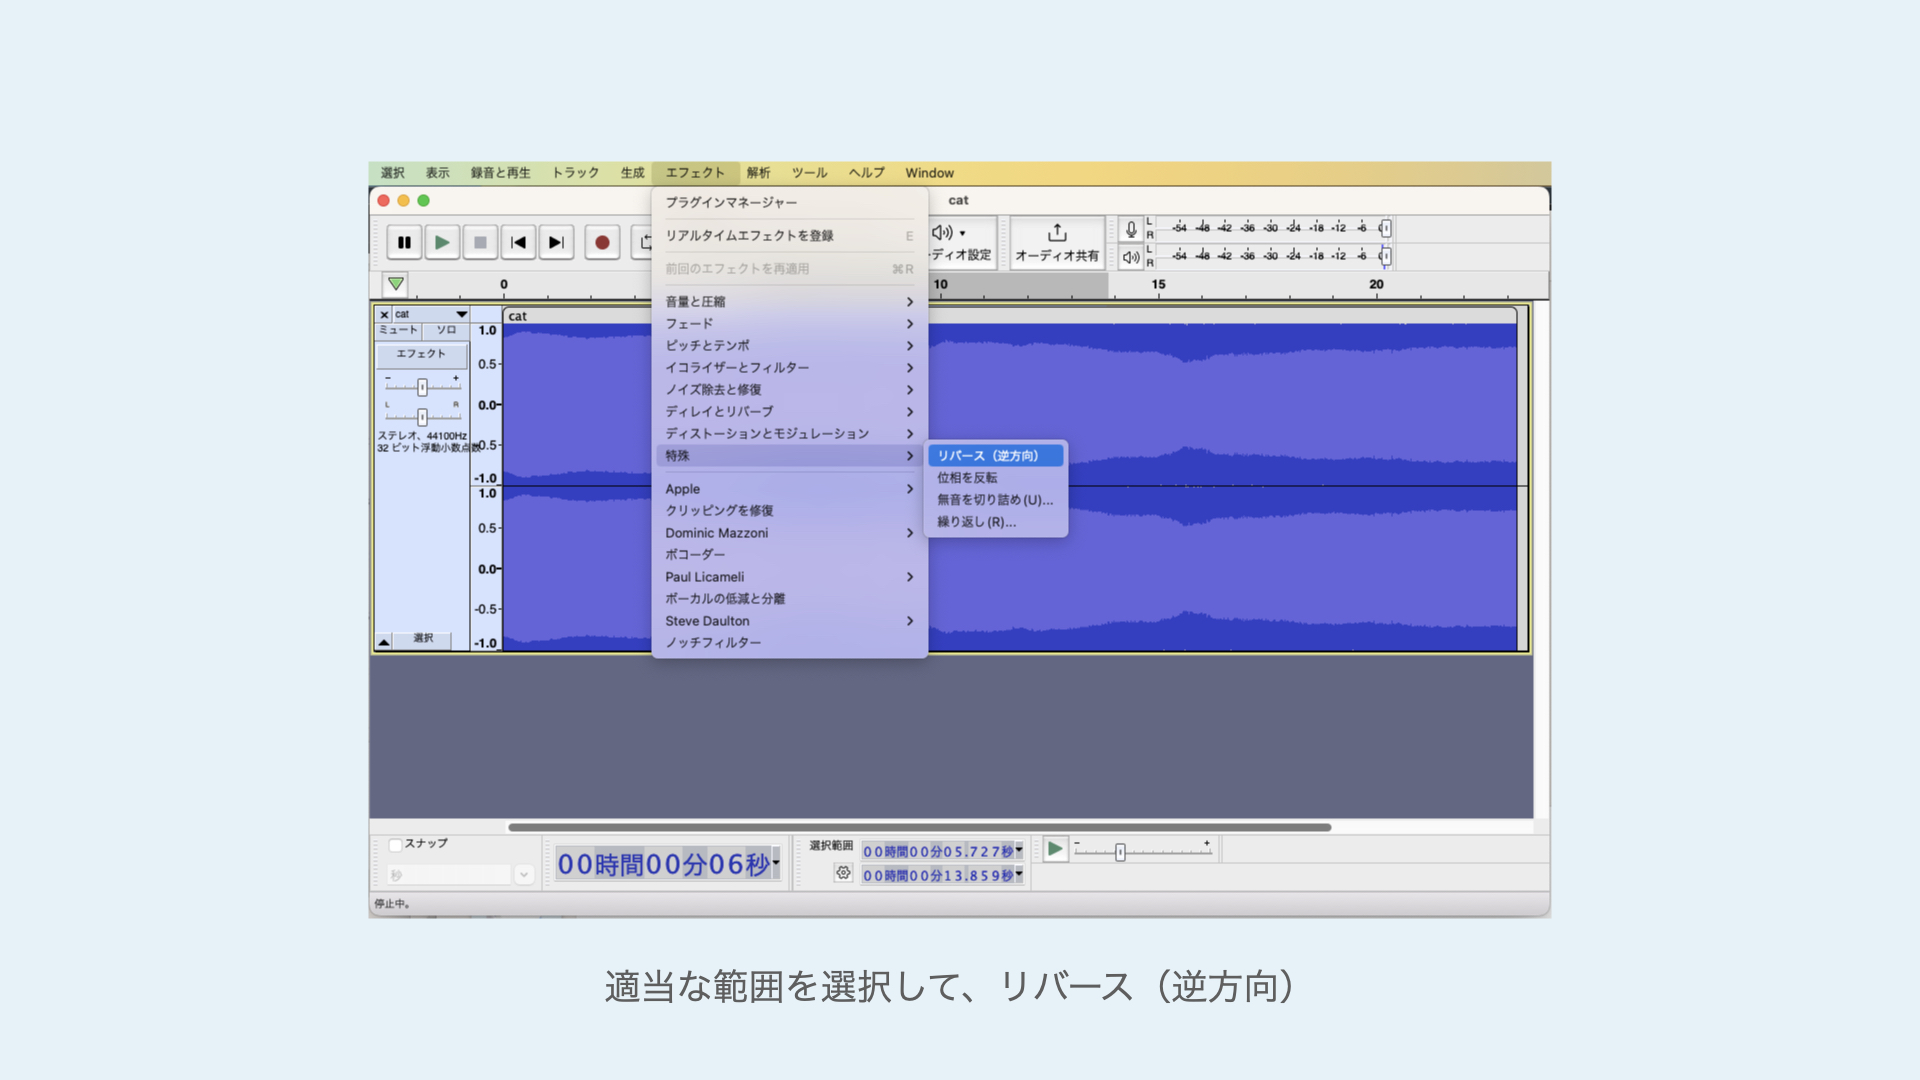 選択 表示 録音と再生 トラック 生成 エフェクト 解析 ツール ヘルプ Window
cat
プラグインマネージャー
リアルタイムエフェクトを登録 E
前回のエフェクトを再適用 ⌘R
音量と圧縮
フェード
ピッチとテンポ
イコライザーとフィルター
ノイズ除去と修復
ディレイとリバーブ
ディストーションとモジュレーション
特殊
Apple
クリッピングを修復
Dominic Mazzoni
ボコーダー
Paul Licameli
ボーカルの低減と分離
Steve Daulton
ノッチフィルター
リバース（逆方向）
位相を反転
無音を切り詰め(U)...
繰り返し(R)...
ーディオ設定
オーディオ共有
L
R
-54 -48 -42 -36 -30 -24 -18 -12 -6
L
R
-54 -48 -42 -36 -30 -24 -18 -12 -6
0 10 15 20
cat
ミュート ソロ
エフェクト
- +
L R
ステレオ、44100Hz
32 ビット浮動小数点数
選択
cat
1.0
0.5
0.0
-0.5
-1.0
1.0
0.5
0.0
-0.5
-1.0
スナップ
秒
00時間00分06秒
選択範囲
00時間00分05.727秒
00時間00分13.859秒
- +
停止中。
適当な範囲を選択して、リバース（逆方向）